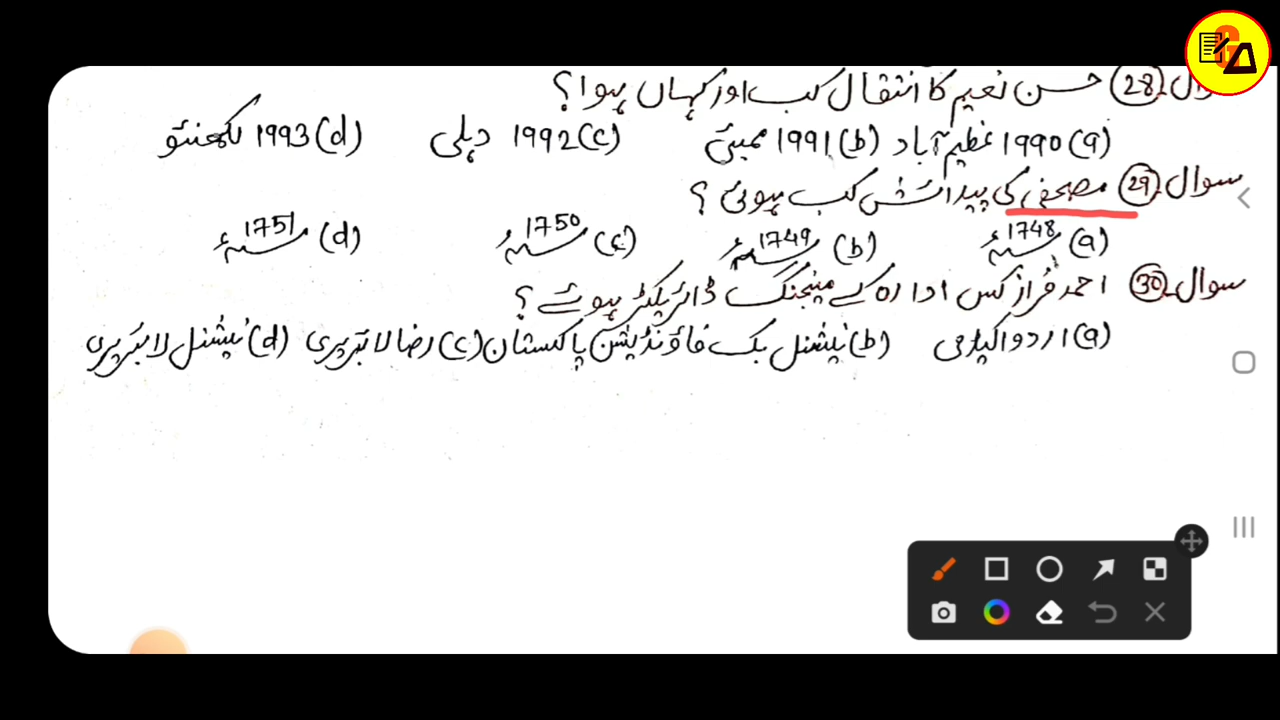 سوال 28 حسن نعیم کا انتقال کب اور کہاں ہوا؟
(a) 1990 عظیم آباد (b) 1991 ممبئی (c) 1992 دہلی (d) 1993 لکھنئو
سوال 29 مصحفی کی پیدائش کب ہوئی؟
(a) 1748ء (b) 1749ء (c) 1750ء (d) 1751ء
سوال 30 احمد فراز کس ادارہ کے مینجنگ ڈائریکٹر ہوئے؟
(a) اردو اکیڈمی (b) نیشنل بک فاؤنڈیشن پاکستان (c) رضا لائبریری (d) نیشنل لائبریری